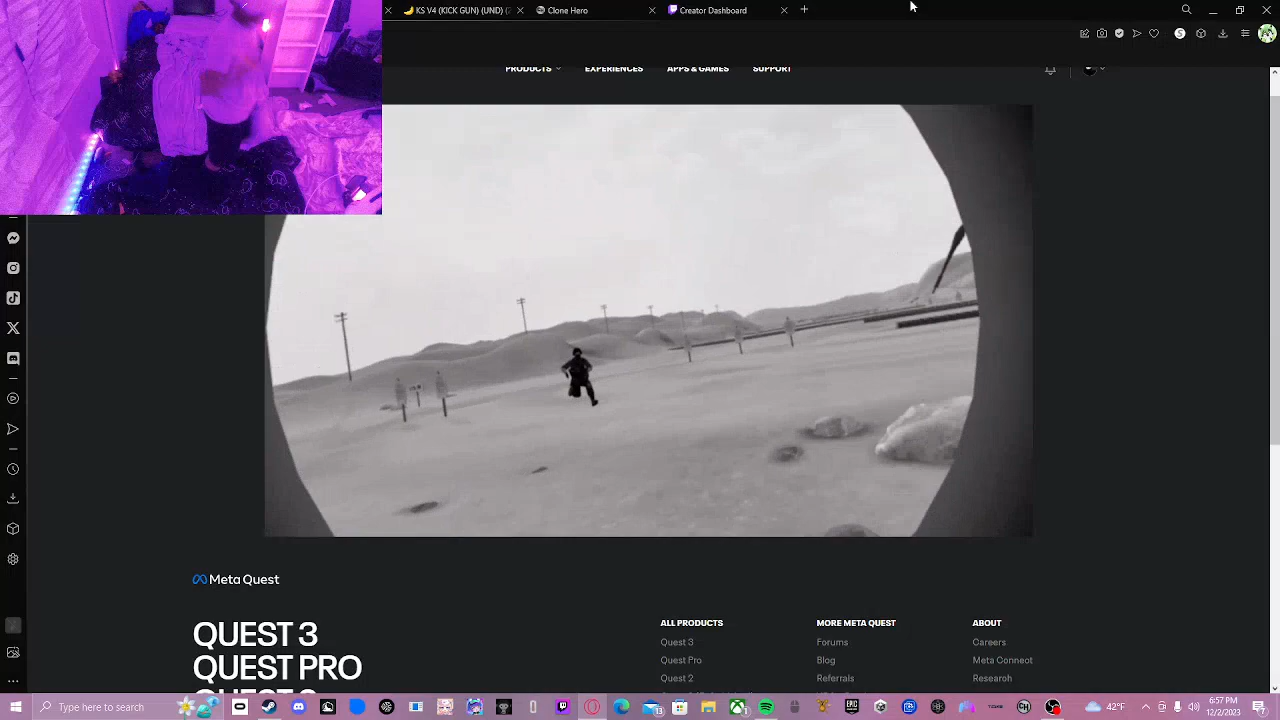 KS V4 (KICK GUN) (UND) (
Clone Hero
Creator Dashboard
PRODUCTS
EXPERIENCES
APPS & GAMES
SUPPORT
Meta Quest
QUEST 3
QUEST PRO
ALL PRODUCTS
Quest 3
Quest Pro
Quest 2
MORE META QUEST
Forums
Blog
Referrals
ABOUT
Careers
Meta Connect
Research
Type here to search
6:57 PM
12/2/2023